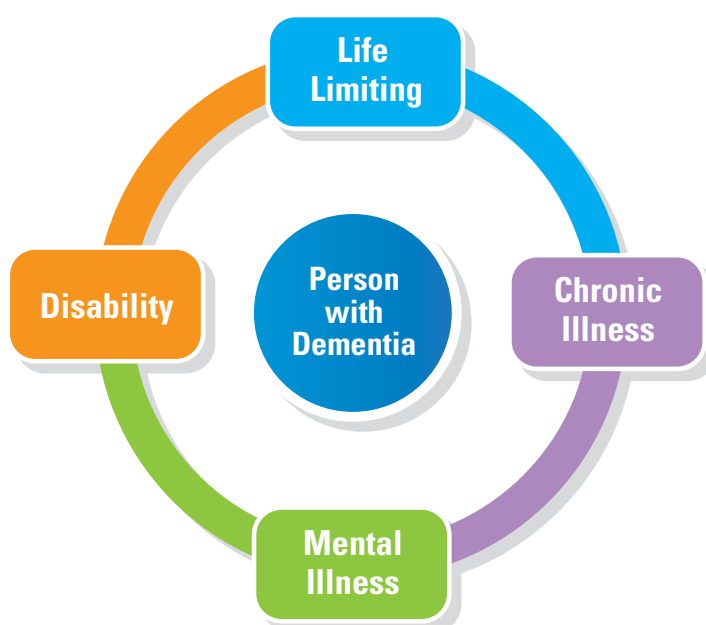 Life
Limiting
Disability
Person
with
Dementia
Chronic
Illness
Mental
Illness